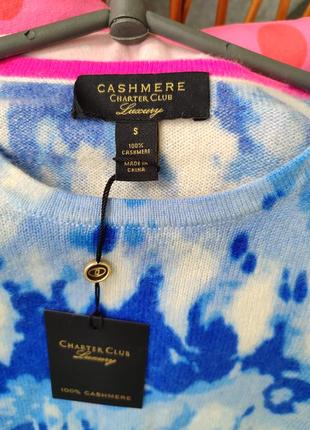 CASHMERE
CHARTER CLUB
Luxury
S
100%
CASHMERE
MADE IN
CHINA
CHARTER CLUB
Luxury
100% CASHMERE